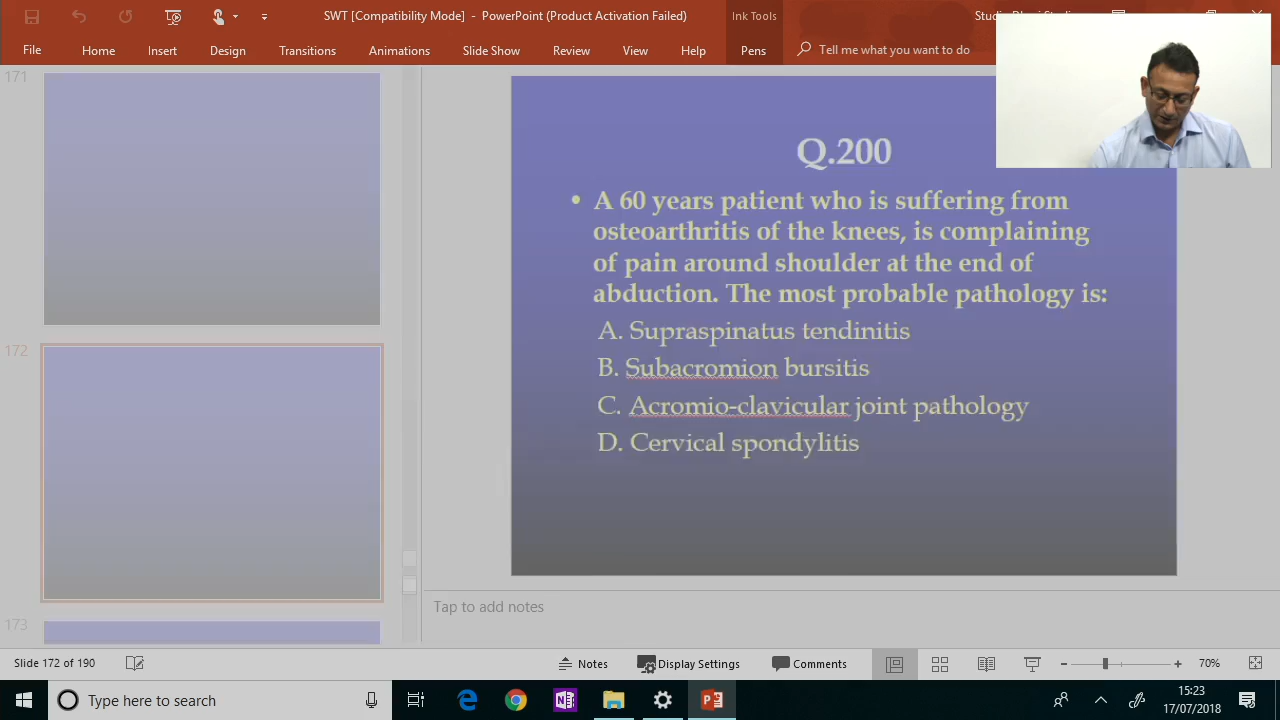 SWT [Compatibility Mode] - PowerPoint (Product Activation Failed)
Ink Tools
File Home Insert Design Transitions Animations Slide Show Review View Help Pens Tell me what you want to do
171
172
173
Q.200
• A 60 years patient who is suffering from
osteoarthritis of the knees, is complaining
of pain around shoulder at the end of
abduction. The most probable pathology is:
A. Supraspinatus tendinitis
B. Subacromion bursitis
C. Acromio-clavicular joint pathology
D. Cervical spondylitis
Tap to add notes
Slide 172 of 190 Notes Display Settings Comments 70%
Type here to search
15:23
17/07/2018